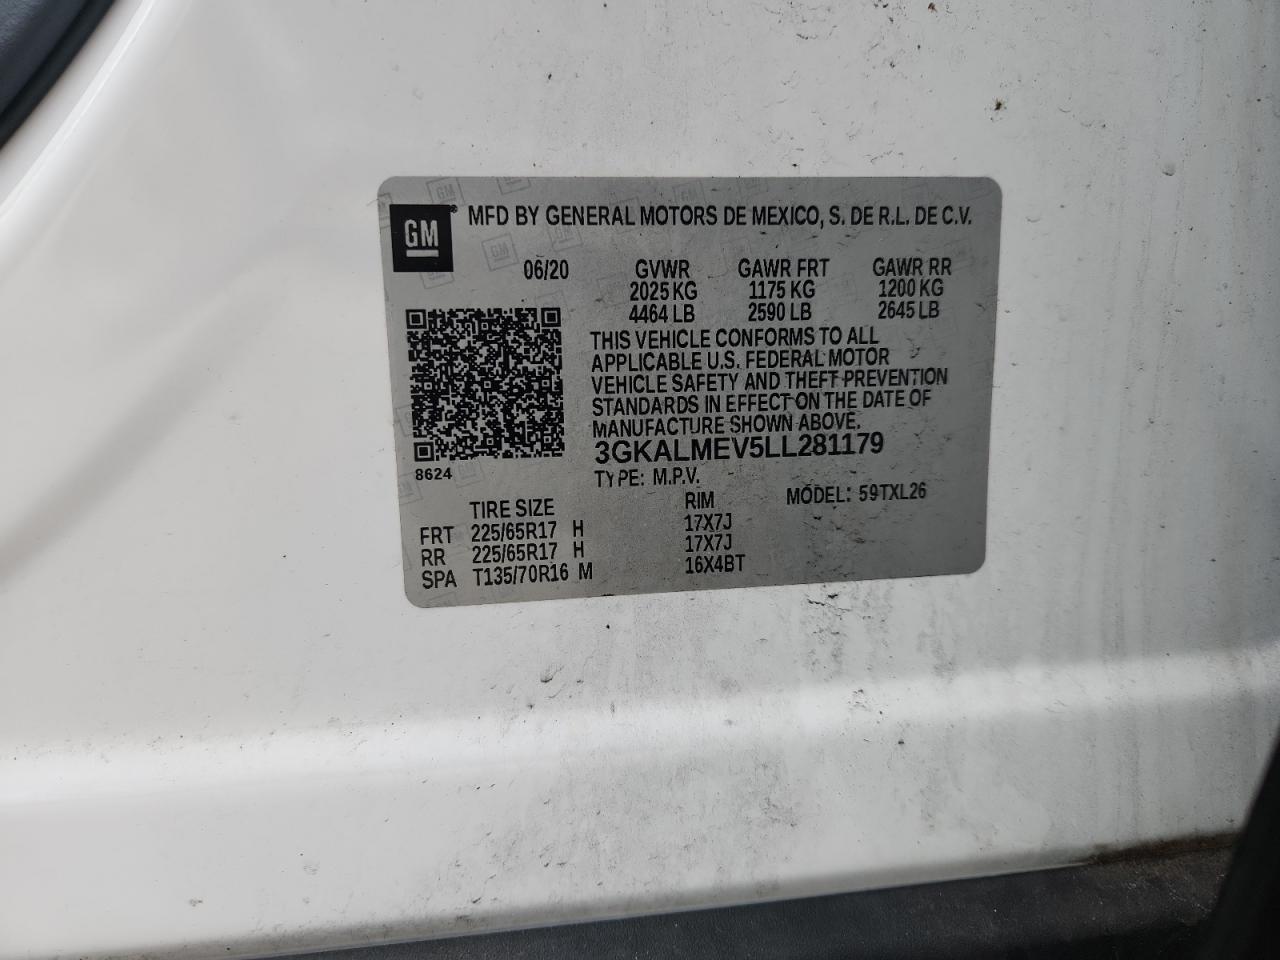 GM® MFD BY GENERAL MOTORS DE MEXICO, S. DE R.L. DE C.V.
06/20 GVWR GAWR FRT GAWR RR
2025 KG 1175 KG 1200 KG
4464 LB 2590 LB 2645 LB
THIS VEHICLE CONFORMS TO ALL
APPLICABLE U.S. FEDERAL MOTOR
VEHICLE SAFETY AND THEFT PREVENTION
STANDARDS IN EFFECT ON THE DATE OF
MANUFACTURE SHOWN ABOVE.
3GKALMEV5LL281179
8624
TYPE: M.P.V.
MODEL: 59TXL26
TIRE SIZE RIM
FRT 225/65R17 H 17X7J
RR 225/65R17 H 17X7J
SPA T135/70R16 M 16X4BT